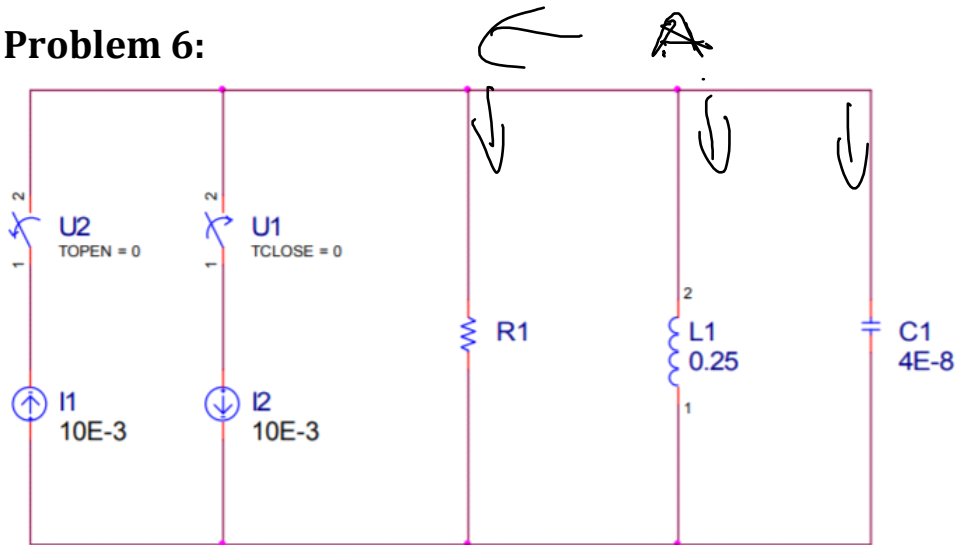 Problem 6:
A
2
U2
TOPEN = 0
1
2
U1
TCLOSE = 0
1
R1
2
L1
0.25
1
C1
4E-8
I1
10E-3
I2
10E-3